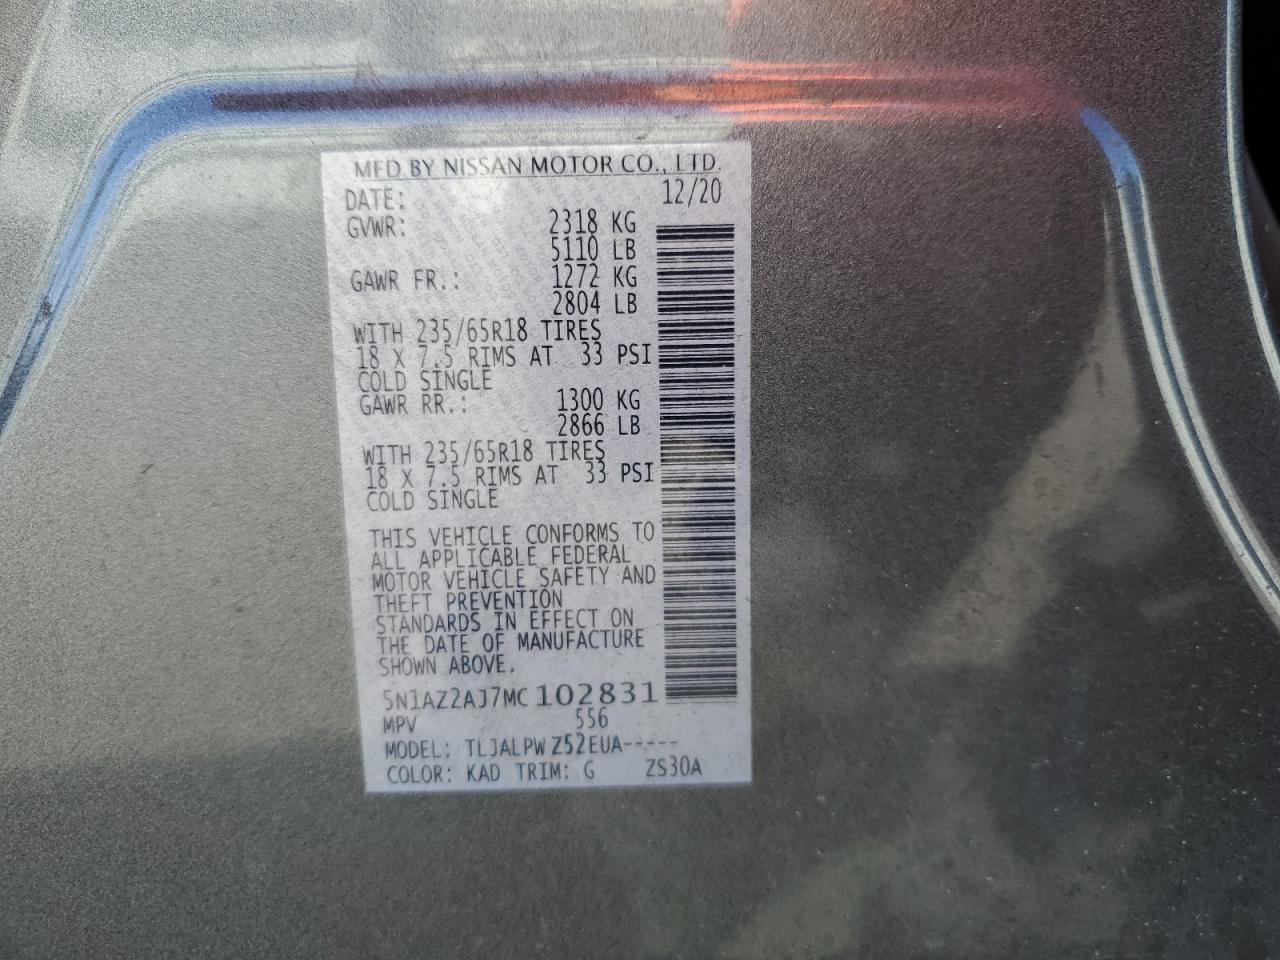 MFD BY NISSAN MOTOR CO., LTD.
DATE: 12/20
GVWR: 2318 KG
5110 LB
GAWR FR.: 1272 KG
2804 LB
WITH 235/65R18 TIRES
18 X 7.5 RIMS AT 33 PSI
COLD SINGLE
GAWR RR.: 1300 KG
2866 LB
WITH 235/65R18 TIRES
18 X 7.5 RIMS AT 33 PSI
COLD SINGLE
THIS VEHICLE CONFORMS TO
ALL APPLICABLE FEDERAL
MOTOR VEHICLE SAFETY AND
THEFT PREVENTION
STANDARDS IN EFFECT ON
THE DATE OF MANUFACTURE
SHOWN ABOVE.
5N1AZ2AJ7MC102831
MPV 556
MODEL: TLJALPW Z52EUA-----
COLOR: KAD TRIM: G ZS30A